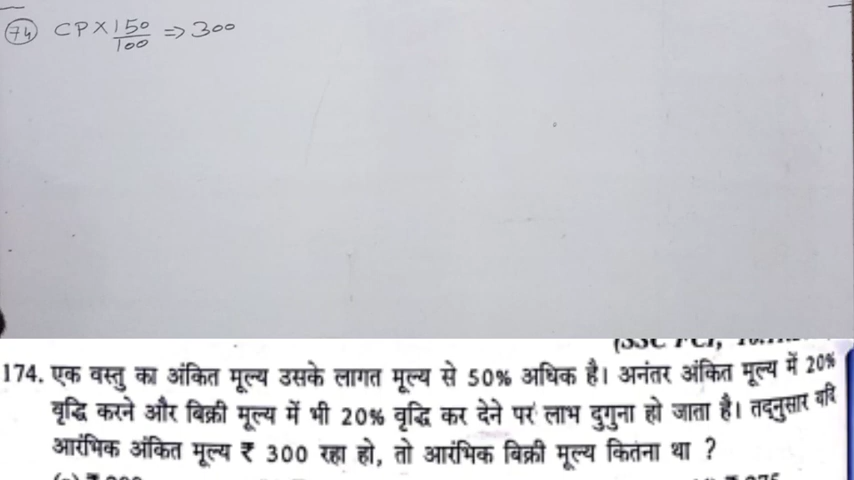 74 CP × 150/100 ⇒ 300
174. एक वस्तु का अंकित मूल्य उसके लागत मूल्य से 50% अधिक है। अनंतर अंकित मूल्य में 20%
वृद्धि करने और बिक्री मूल्य में भी 20% वृद्धि कर देने पर लाभ दुगुना हो जाता है। तद्नुसार यदि
आरंभिक अंकित मूल्य ₹ 300 रहा हो, तो आरंभिक बिक्री मूल्य कितना था ?